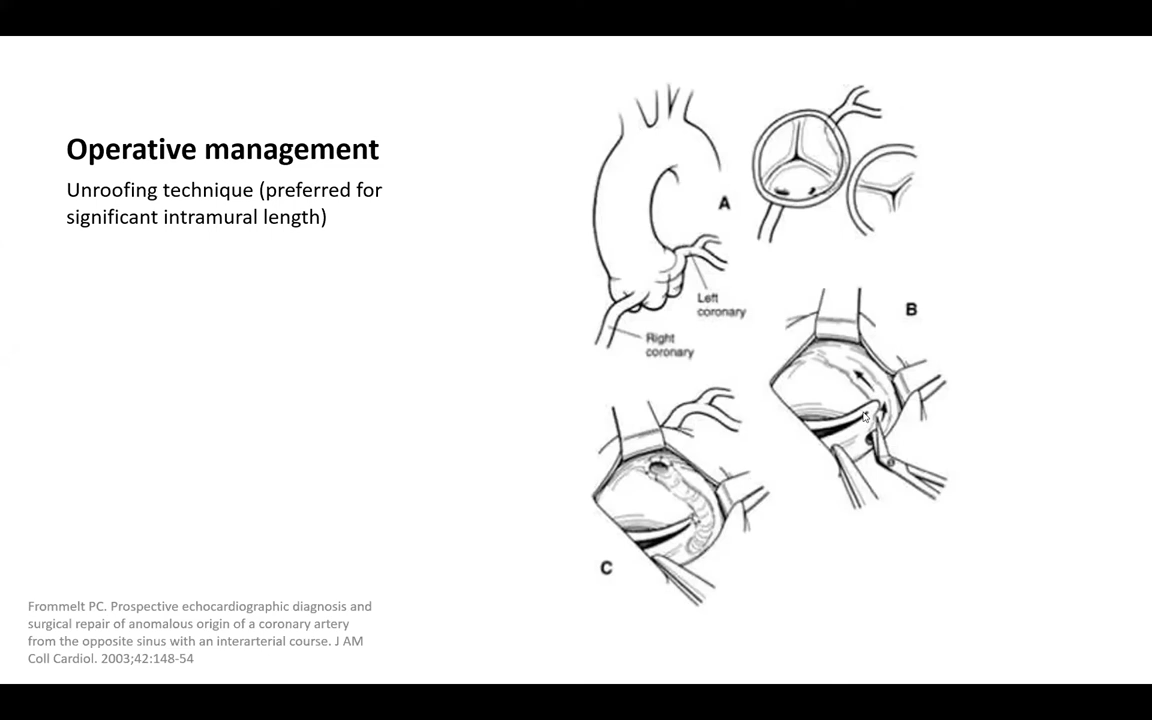 Operative management
Unroofing technique (preferred for
significant intramural length)
A
Left
coronary
Right
coronary
B
C
Frommelt PC. Prospective echocardiographic diagnosis and
surgical repair of anomalous origin of a coronary artery
from the opposite sinus with an interarterial course. J AM
Coll Cardiol. 2003;42:148-54